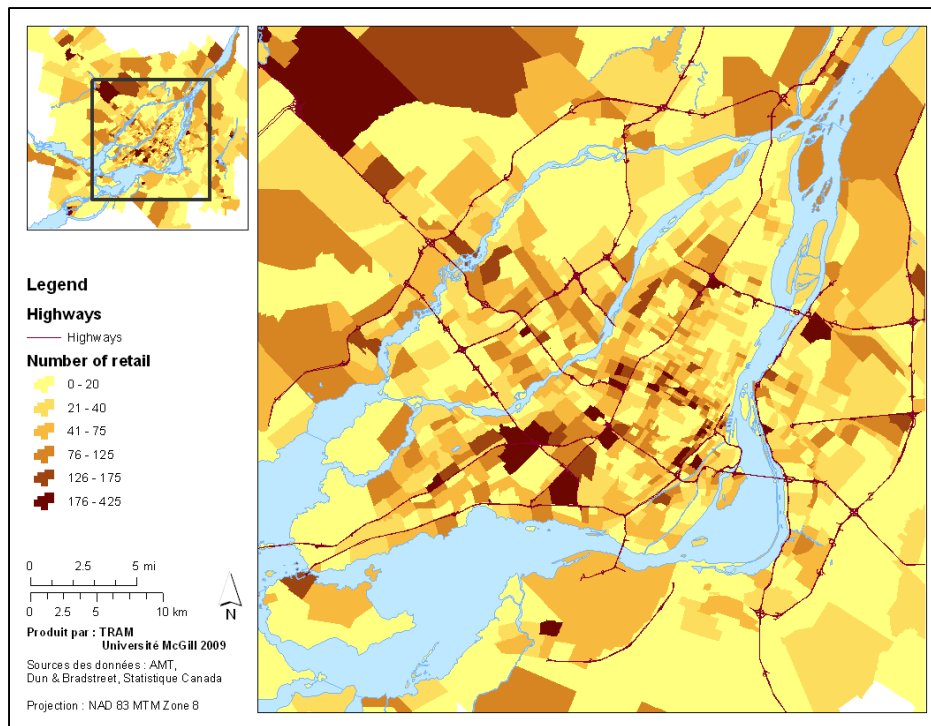 Legend
Highways
Highways
Number of retail
0 - 20
21 - 40
41 - 75
76 - 125
126 - 175
176 - 425
0 2.5 5 mi
0 2.5 5 10 km
N
Produit par : TRAM
Université McGill 2009
Sources des données : AMT,
Dun & Bradstreet, Statistique Canada
Projection : NAD 83 MTM Zone 8